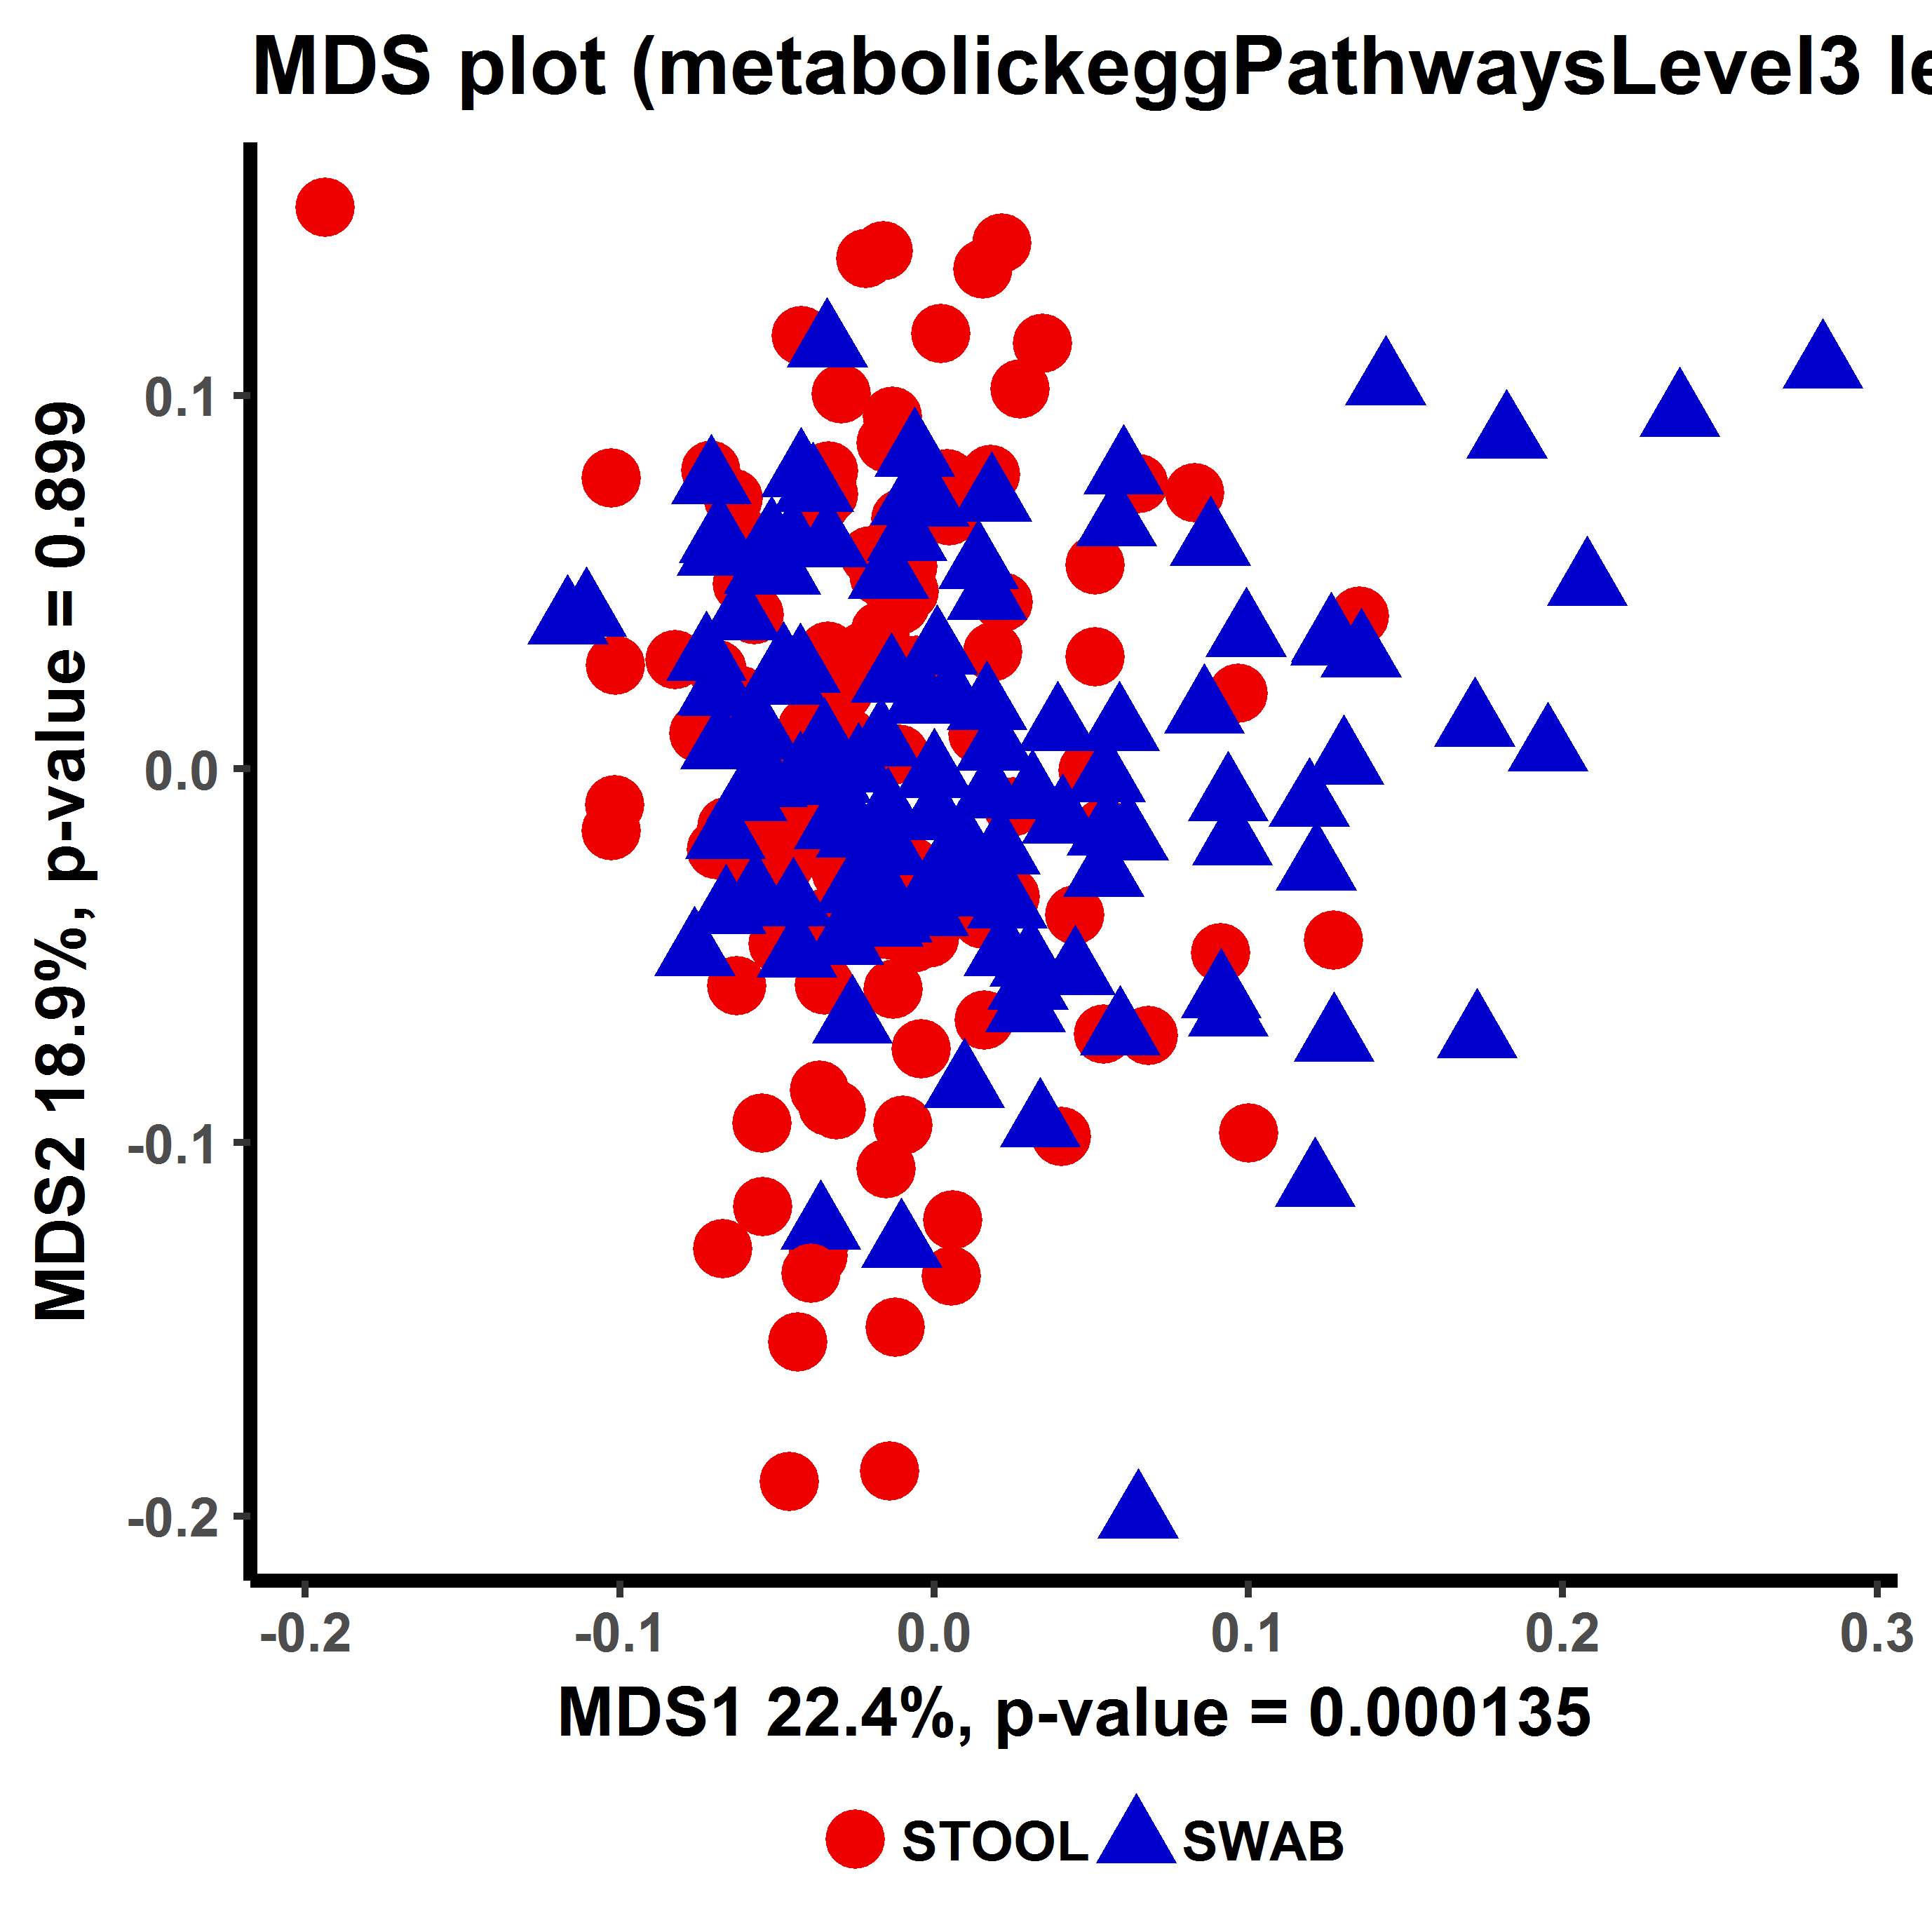 MDS plot (metabolickeggPathwaysLevel3 le
MDS2 18.9%, p-value = 0.899
0.1
0.0
-0.1
-0.2
-0.2 -0.1 0.0 0.1 0.2 0.3
MDS1 22.4%, p-value = 0.000135
STOOL SWAB